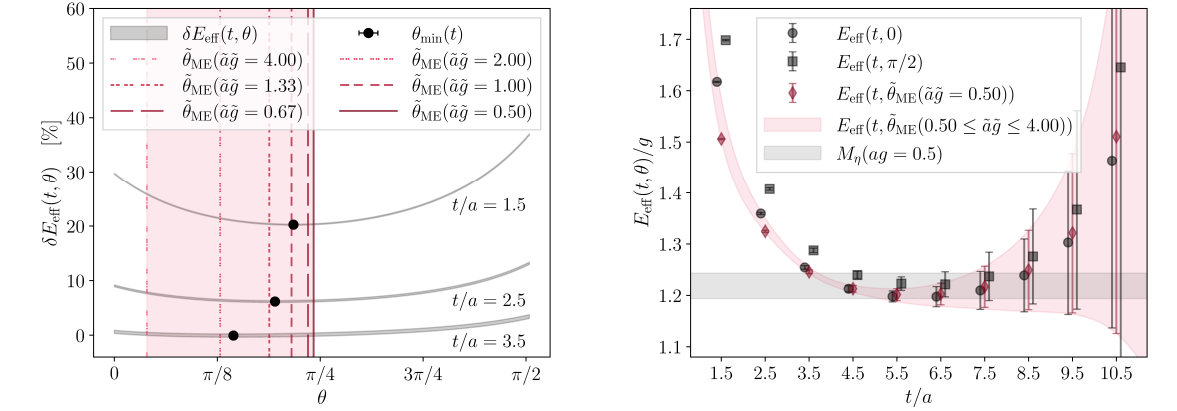 60
50
40
30
20
10
0
δE_eff(t, θ) [%]
δE_eff(t, θ)
θ_min(t)
θ̃_ME(ãg̃ = 4.00)
θ̃_ME(ãg̃ = 2.00)
θ̃_ME(ãg̃ = 1.33)
θ̃_ME(ãg̃ = 1.00)
θ̃_ME(ãg̃ = 0.67)
θ̃_ME(ãg̃ = 0.50)
t/a = 1.5
t/a = 2.5
t/a = 3.5
0 π/8 π/4 3π/4 π/2
θ
1.7
1.6
1.5
1.4
1.3
1.2
1.1
E_eff(t, θ)/g
E_eff(t, 0)
E_eff(t, π/2)
E_eff(t, θ̃_ME(ãg̃ = 0.50))
E_eff(t, θ̃_ME(0.50 ≤ ãg̃ ≤ 4.00))
M_η(ag = 0.5)
1.5 2.5 3.5 4.5 5.5 6.5 7.5 8.5 9.5 10.5
t/a